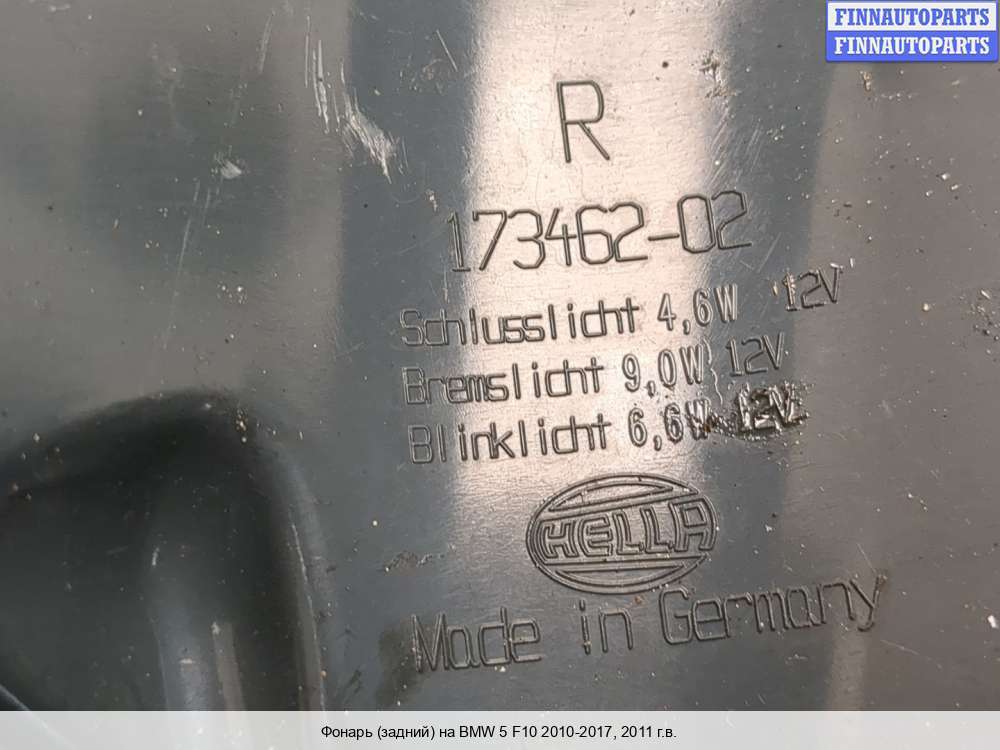 FINNAUTOPARTS
FINNAUTOPARTS
R
173462-02
Schlusslicht 4,6W 12V
Bremslicht 9,0W 12V
Blinklicht 6,6W 12V
HELLA
Made in Germany
Фонарь (задний) на BMW 5 F10 2010-2017, 2011 г.в.